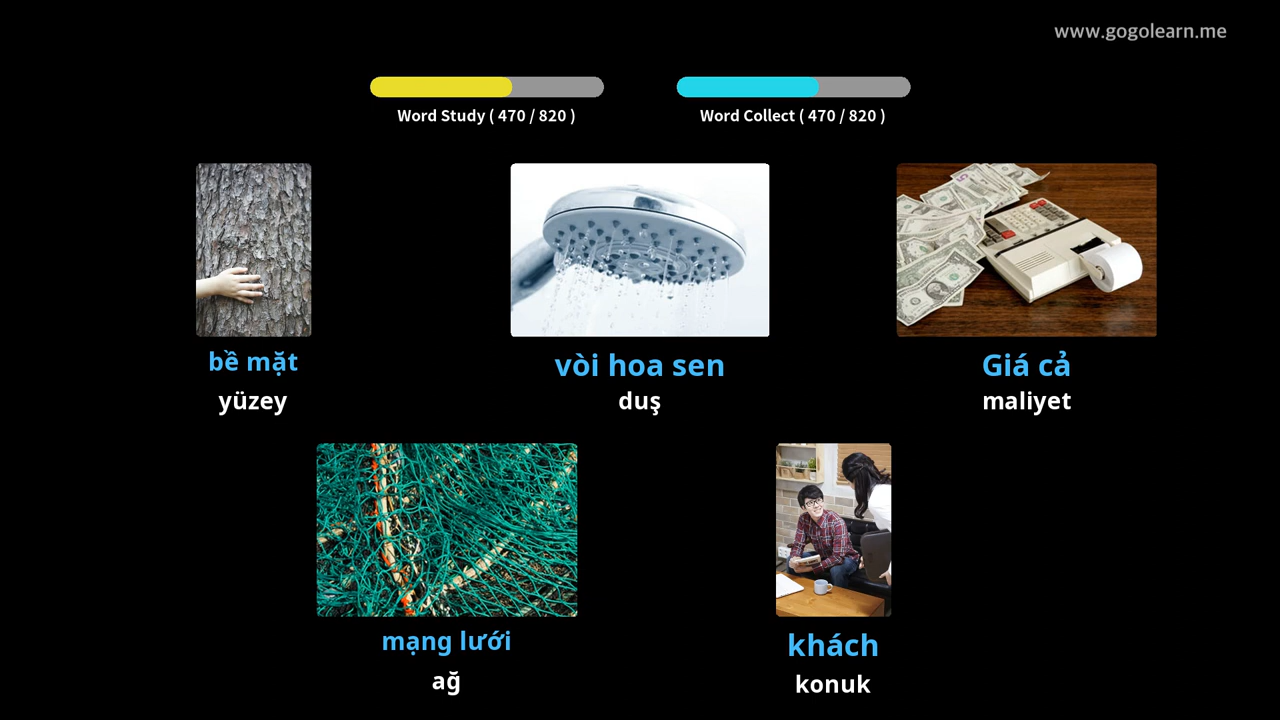 www.gogolearn.me
Word Study ( 470 / 820 )
Word Collect ( 470 / 820 )
bề mặt
yüzey
vòi hoa sen
duş
Giá cả
maliyet
mạng lưới
ağ
khách
konuk